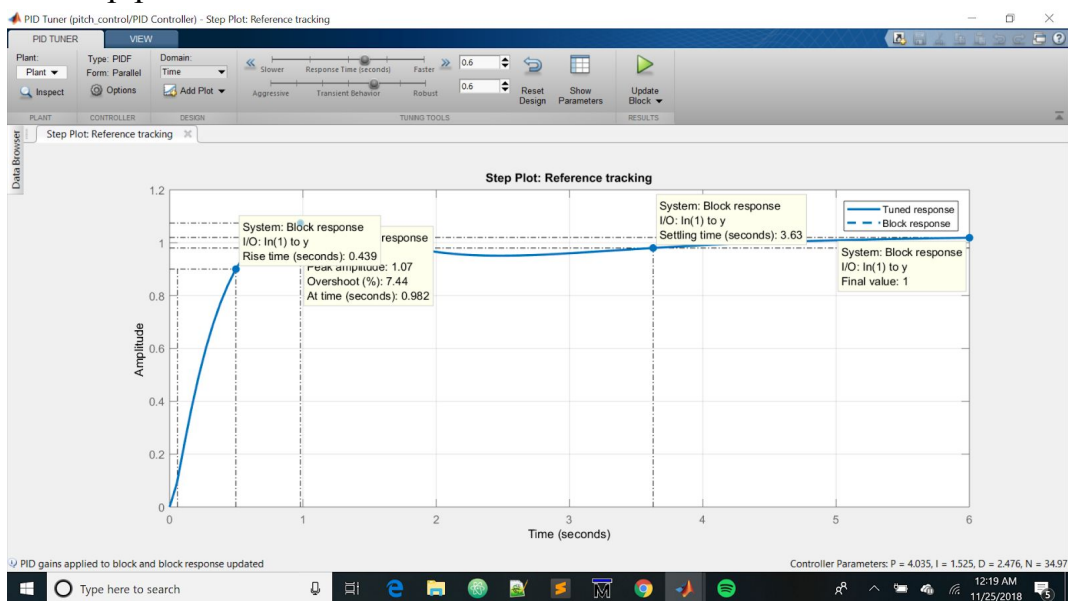 PID Tuner (pitch_control/PID Controller) - Step Plot: Reference tracking
PID TUNER VIEW
Plant:
Plant
Inspect
PLANT
Type: PIDF
Form: Parallel
Options
CONTROLLER
Domain:
Time
Add Plot
DESIGN
Slower Response Time (seconds) Faster 0.6
Aggressive Transient Behavior Robust 0.6
Reset
Design
Show
Parameters
TUNING TOOLS
Update
Block
RESULTS
Data Browser
Step Plot: Reference tracking
Step Plot: Reference tracking
Amplitude
1.2
1
0.8
0.6
0.4
0.2
0
System: Block response
I/O: In(1) to y
Rise time (seconds): 0.439
response
Peak amplitude: 1.07
Overshoot (%): 7.44
At time (seconds): 0.982
System: Block response
I/O: In(1) to y
Settling time (seconds): 3.63
Tuned response
Block response
System: Block response
I/O: In(1) to y
Final value: 1
0 1 2 3 4 5 6
Time (seconds)
PID gains applied to block and block response updated
Controller Parameters: P = 4.035, I = 1.525, D = 2.476, N = 34.97
Type here to search
12:19 AM
11/25/2018
5